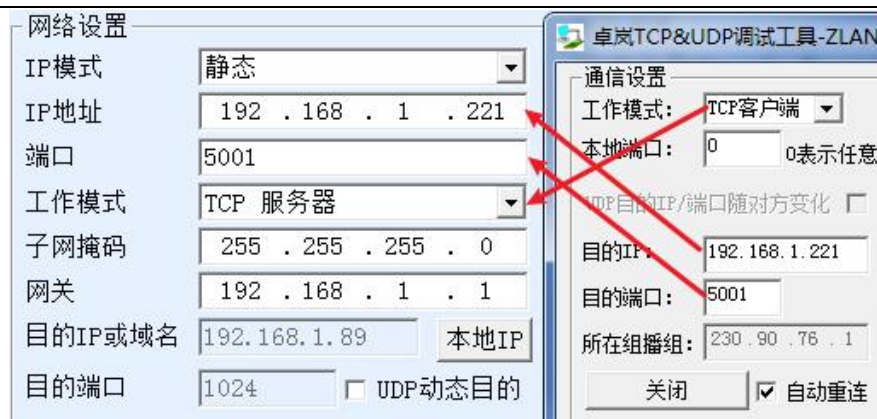 网络设置
IP模式
静态
IP地址
192 . 168 . 1 . 221
端口
5001
工作模式
TCP 服务器
子网掩码
255 . 255 . 255 . 0
网关
192 . 168 . 1 . 1
目的IP或域名
192.168.1.89
本地IP
目的端口
1024
UDP动态目的
卓岚TCP&UDP调试工具-ZLAN
通信设置
工作模式:
TCP客户端
本地端口:
0
0表示任意
UDP目的IP/端口随对方变化
目的IP:
192.168.1.221
目的端口:
5001
所在组播组:
230 .90 .76 . 1
关闭
自动重连